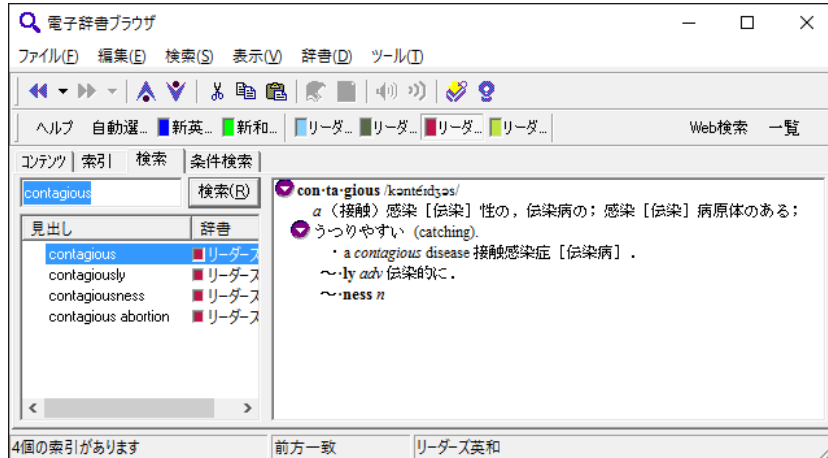 電子辞書ブラウザ
ファイル(F) 編集(E) 検索(S) 表示(V) 辞書(D) ツール(T)
ヘルプ 自動選... 新英... 新和... リーダ... リーダ... リーダ... リーダ... Web検索 一覧
コンテンツ 索引 検索 条件検索
contagious 検索(R)
見出し 辞書
contagious リーダーズ
contagiously リーダーズ
contagiousness リーダーズ
contagious abortion リーダーズ
con·ta·gious /kəntéɪdʒəs/
a (接触) 感染 [伝染] 性の, 伝染病の; 感染 [伝染] 病原体のある;
うつりやすい (catching).
・a contagious disease 接触感染症 [伝染病] .
〜·ly adv 伝染的に.
〜·ness n
4個の索引があります 前方一致 リーダーズ英和